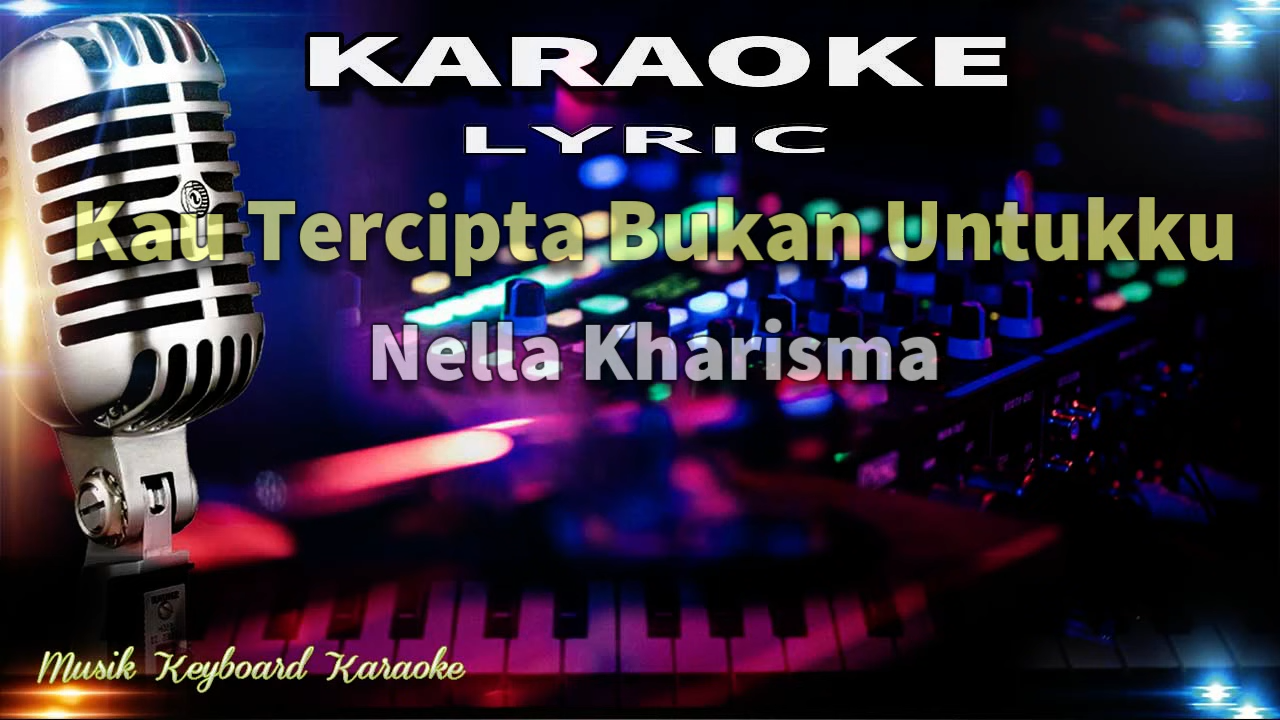 KARAOKE
LYRIC
Kau Tercipta Bukan Untukku
Nella Kharisma
Musik Keyboard Karaoke